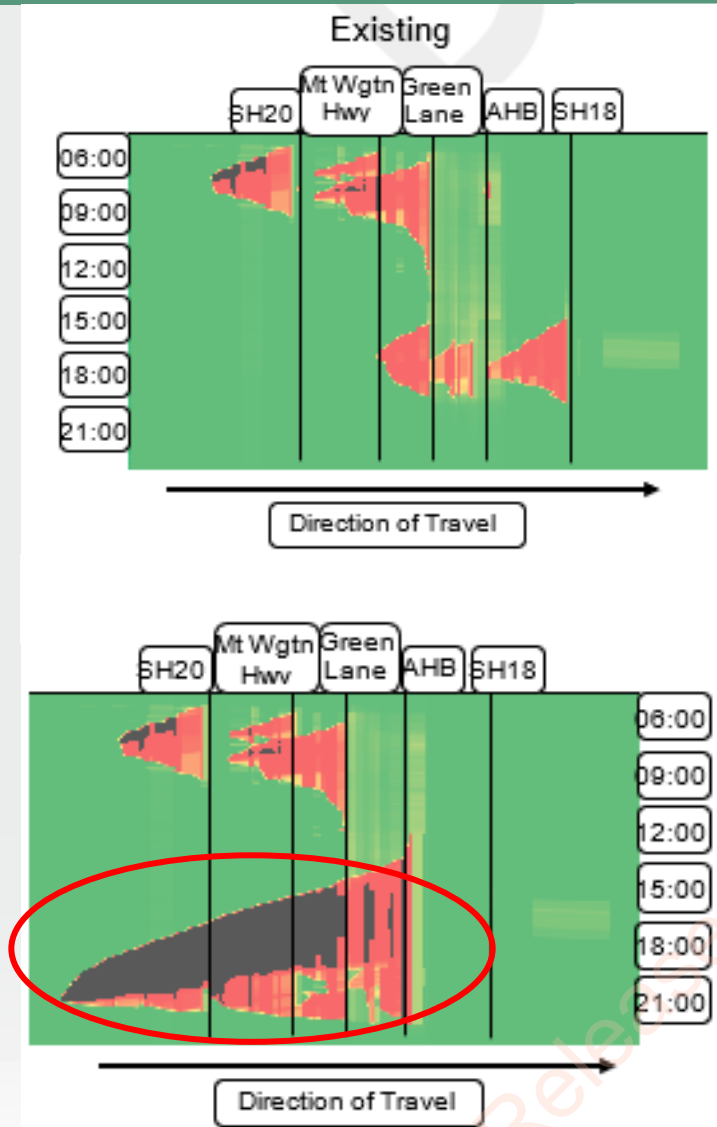 Existing
SH20
Mt Wgtn
Hwy
Green
Lane
AHB
SH18
06:00
09:00
12:00
15:00
18:00
21:00
Direction of Travel
SH20
Mt Wgtn
Hwy
Green
Lane
AHB
SH18
06:00
09:00
12:00
15:00
18:00
21:00
Direction of Travel